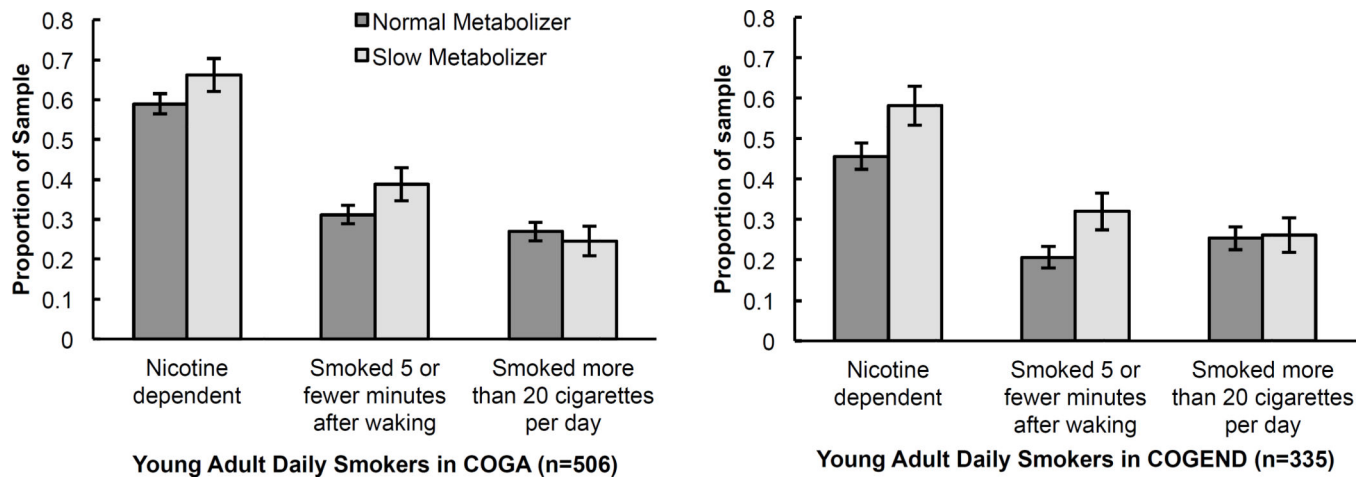 Proportion of Sample
0.8
0.7
0.6
0.5
0.4
0.3
0.2
0.1
0
Normal Metabolizer
Slow Metabolizer
Nicotine
dependent
Smoked 5 or
fewer minutes
after waking
Smoked more
than 20 cigarettes
per day
Young Adult Daily Smokers in COGA (n=506)
Proportion of sample
0.8
0.7
0.6
0.5
0.4
0.3
0.2
0.1
0
Nicotine
dependent
Smoked 5 or
fewer minutes
after waking
Smoked more
than 20 cigarettes
per day
Young Adult Daily Smokers in COGEND (n=335)